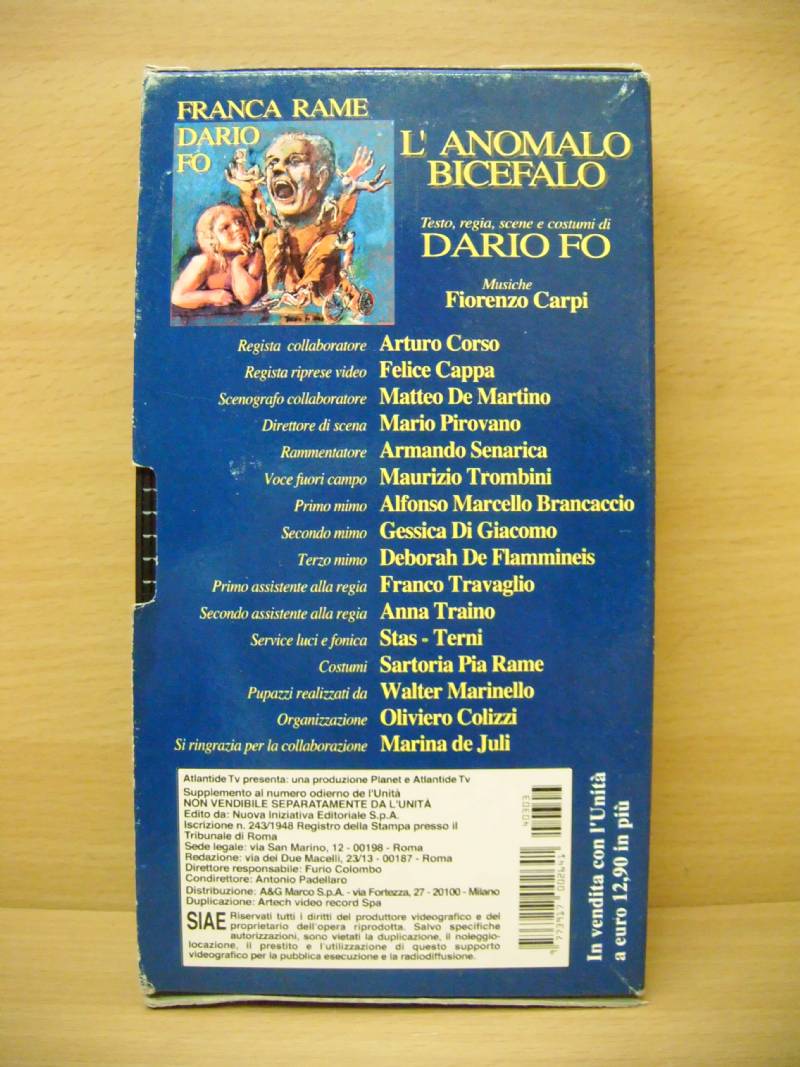 FRANCA RAME
DARIO
FO
L' ANOMALO
BICEFALO
Testo, regia, scene e costumi di
DARIO FO
Musiche
Fiorenzo Carpi
Regista collaboratore Arturo Corso
Regista riprese video Felice Cappa
Scenografo collaboratore Matteo De Martino
Direttore di scena Mario Pirovano
Rammentatore Armando Senarica
Voce fuori campo Maurizio Trombini
Primo mimo Alfonso Marcello Brancaccio
Secondo mimo Gessica Di Giacomo
Terzo mimo Deborah De Flammineis
Primo assistente alla regia Franco Travaglio
Secondo assistente alla regia Anna Traino
Service luci e fonica Stas - Terni
Costumi Sartoria Pia Rame
Pupazzi realizzati da Walter Marinello
Organizzazione Oliviero Colizzi
Si ringrazia per la collaborazione Marina de Juli
Atlantide Tv presenta: una produzione Planet e Atlantide Tv
Supplemento al numero odierno de l'Unità
NON VENDIBILE SEPARATAMENTE DA L'UNITÀ
Edito da: Nuova Iniziativa Editoriale S.p.A.
Iscrizione n. 243/1948 Registro della Stampa presso il
Tribunale di Roma
Sede legale: via San Marino, 12 - 00198 - Roma
Redazione: via dei Due Macelli, 23/13 - 00187 - Roma
Direttore responsabile: Furio Colombo
Condirettore: Antonio Padellaro
Distribuzione: A&G Marco S.p.A. - via Fortezza, 27 - 20100 - Milano
Duplicazione: Artech video record Spa
SIAE Riservati tutti i diritti del produttore videografico e del
proprietario dell'opera riprodotta. Salvo specifiche
autorizzazioni, sono vietati la duplicazione, il noleggio-
locazione, il prestito e l'utilizzazione di questo supporto
videografico per la pubblica esecuzione e la radiodiffusione.
40303
In vendita con l'Unità
a euro 12,90 in più